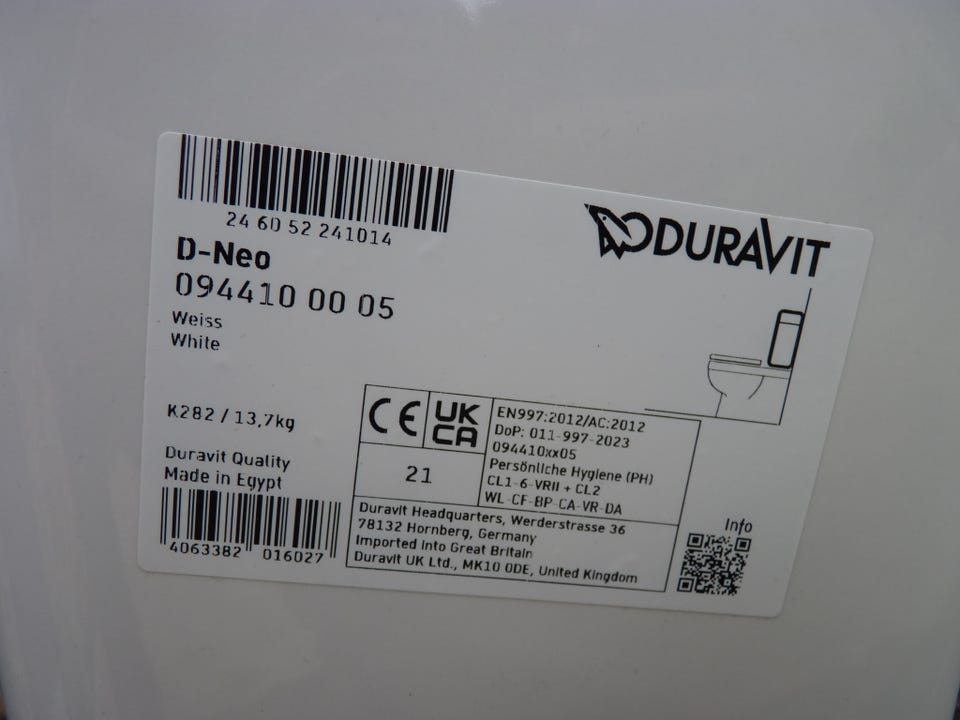 24 60 52 241014
DURAVIT
D-Neo
094410 00 05
Weiss
White
K282 / 13,7kg
Duravit Quality
Made in Egypt
4063382 016027
CE UK CA
21
EN997:2012/AC:2012
DoP: 011-997-2023
094410xx05
Persönliche Hygiene (PH)
CL1-6-VRII + CL2
WL-CF-BP-CA-VR-DA
Duravit Headquarters, Werderstrasse 36
78132 Hornberg, Germany
Imported into Great Britain
Duravit UK Ltd., MK10 0DE, United Kingdom
Info